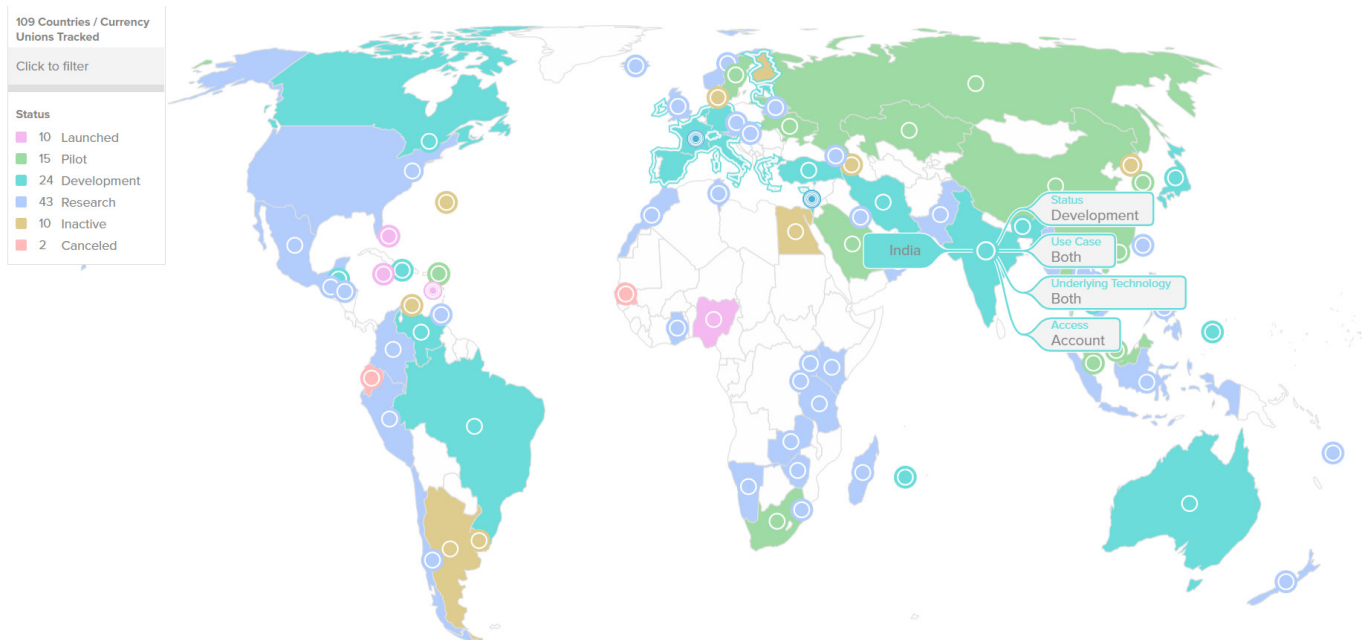 109 Countries / Currency
Unions Tracked
Click to filter
Status
10 Launched
15 Pilot
24 Development
43 Research
10 Inactive
2 Canceled
India
Status
Development
Use Case
Both
Underlying Technology
Both
Access
Account